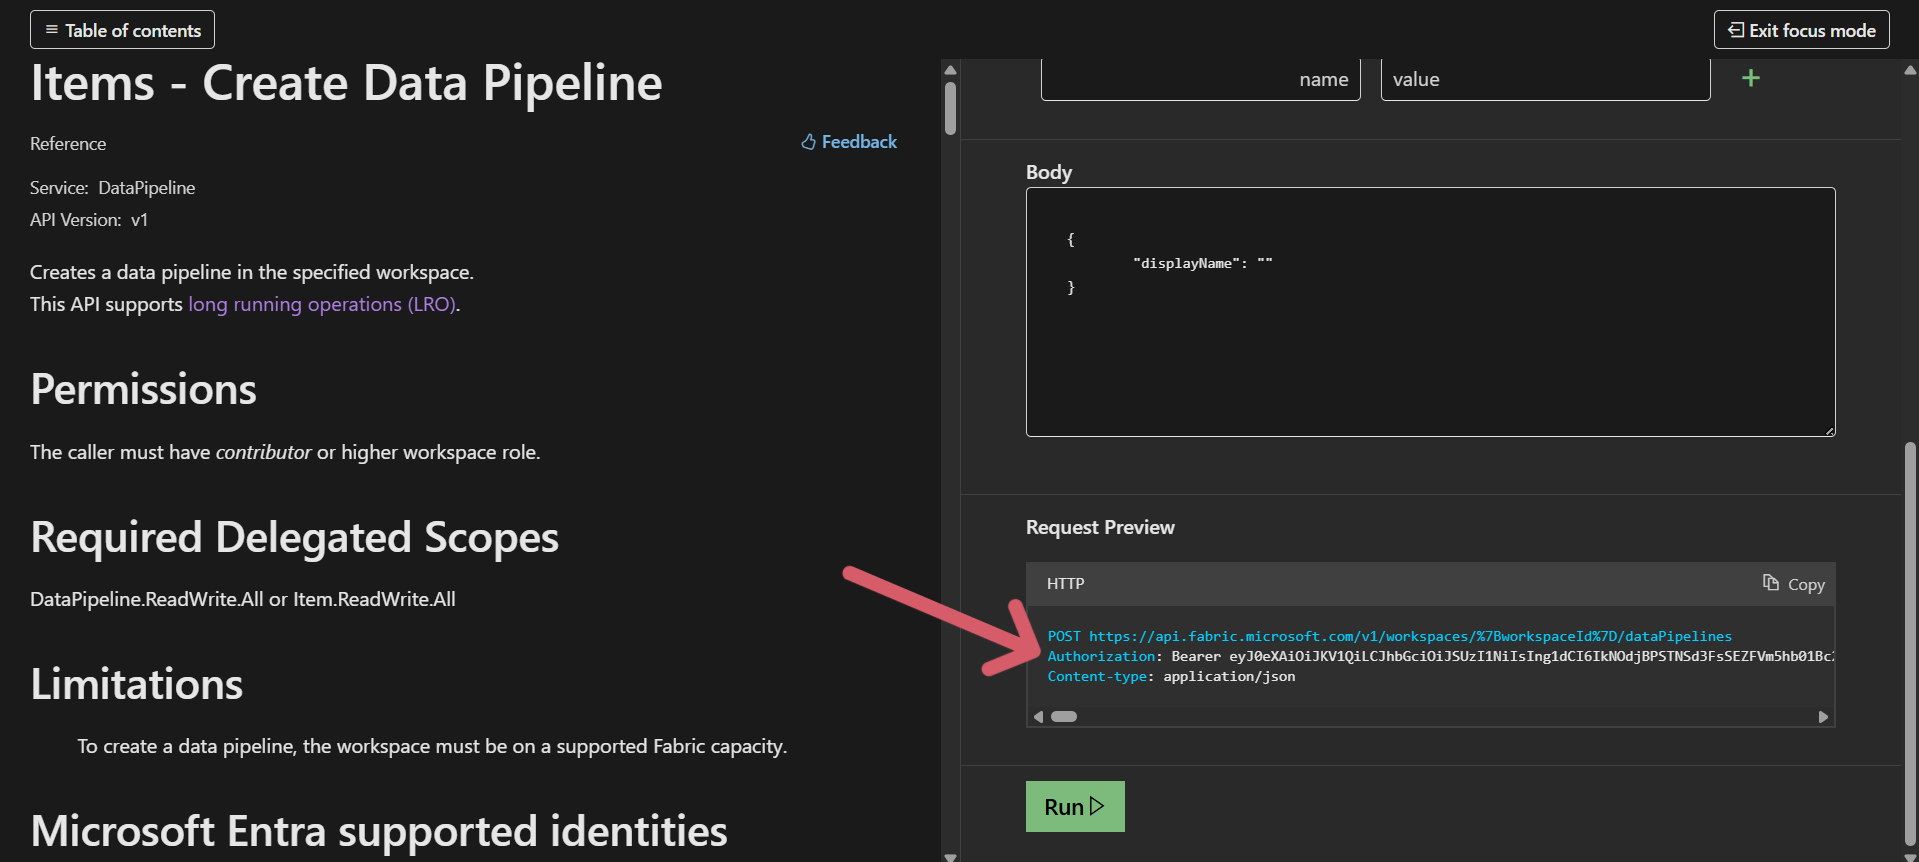 Table of contents
Exit focus mode
Items - Create Data Pipeline
Reference
Feedback
Service: DataPipeline
API Version: v1
Creates a data pipeline in the specified workspace.
This API supports long running operations (LRO).
Permissions
The caller must have contributor or higher workspace role.
Required Delegated Scopes
DataPipeline.ReadWrite.All or Item.ReadWrite.All
Limitations
To create a data pipeline, the workspace must be on a supported Fabric capacity.
Microsoft Entra supported identities
name
value
+
Body
{
"displayName": ""
}
Request Preview
HTTP
Copy
POST https://api.fabric.microsoft.com/v1/workspaces/%7BworkspaceId%7D/dataPipelines
Authorization: Bearer
Content-type: application/json
Run